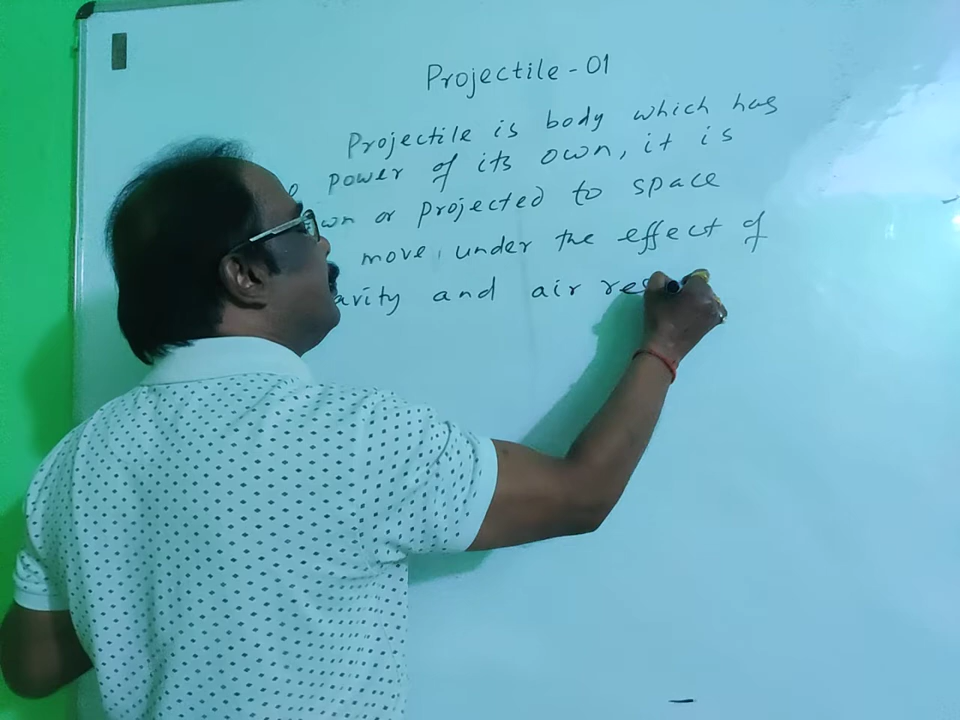 Projectile - 01
Projectile is body which has
power of its own, it is
or projected to space
move, under the effect of
and air